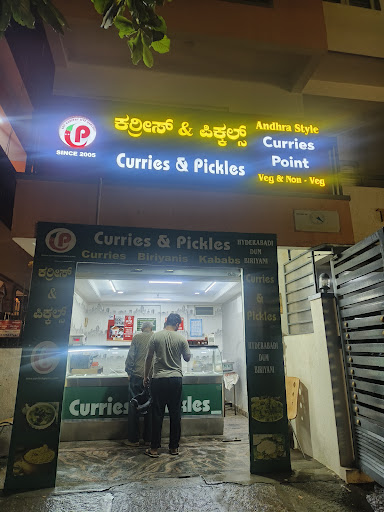 CP
SINCE 2005
ಕರ್ರೀಸ್ & ಪಿಕ್ಕಲ್ಸ್
Curries & Pickles
Andhra Style
Curries
Point
Veg & Non - Veg
Curries & Pickles
Curries Biriyanis Kababs
HYDERABADI
DUM
BIRIYANI
ಕರ್ರೀಸ್
&
ಪಿಕ್ಕಲ್ಸ್
Curries
&
Pickles
HYDERABADI
DUM
BIRIYANI
Curries & Pickles